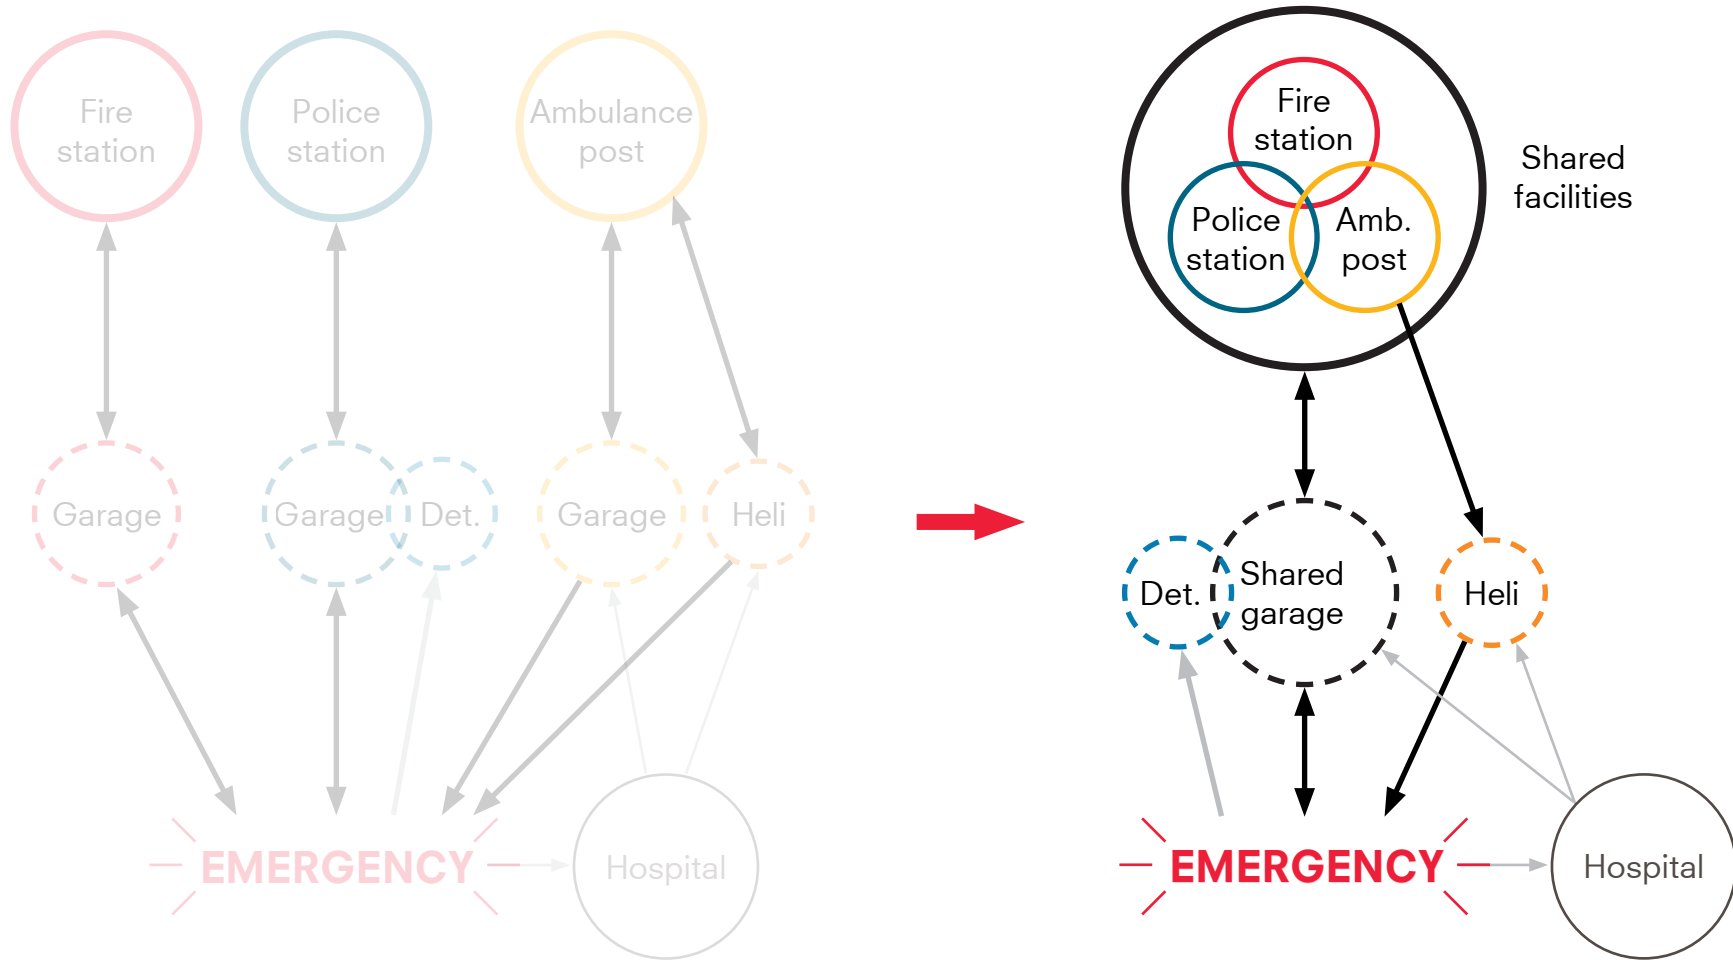 Fire
station
Police
station
Ambulance
post
Garage
Garage
Det.
Garage
Heli
EMERGENCY
Hospital
Fire
station
Police
station
Amb.
post
Shared
facilities
Det.
Shared
garage
Heli
EMERGENCY
Hospital